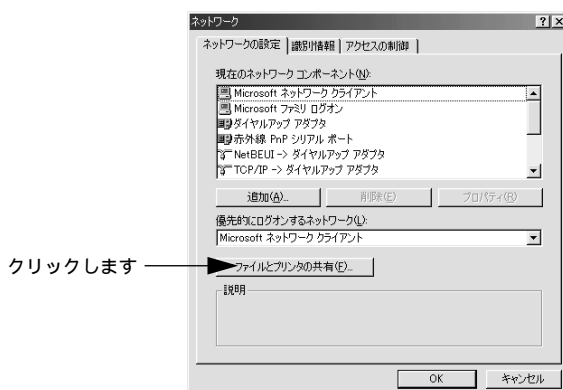 ネットワーク
ネットワークの設定 識別情報 アクセスの制御
現在のネットワーク コンポーネント(N):
Microsoft ネットワーク クライアント
Microsoft ファミリ ログオン
ダイヤルアップ アダプタ
赤外線 PnP シリアル ポート
NetBEUI -> ダイヤルアップ アダプタ
TCP/IP -> ダイヤルアップ アダプタ
追加(A)... 削除(E) プロパティ(R)
優先的にログオンするネットワーク(L):
Microsoft ネットワーク クライアント
クリックします
ファイルとプリンタの共有(F)...
説明
OK キャンセル